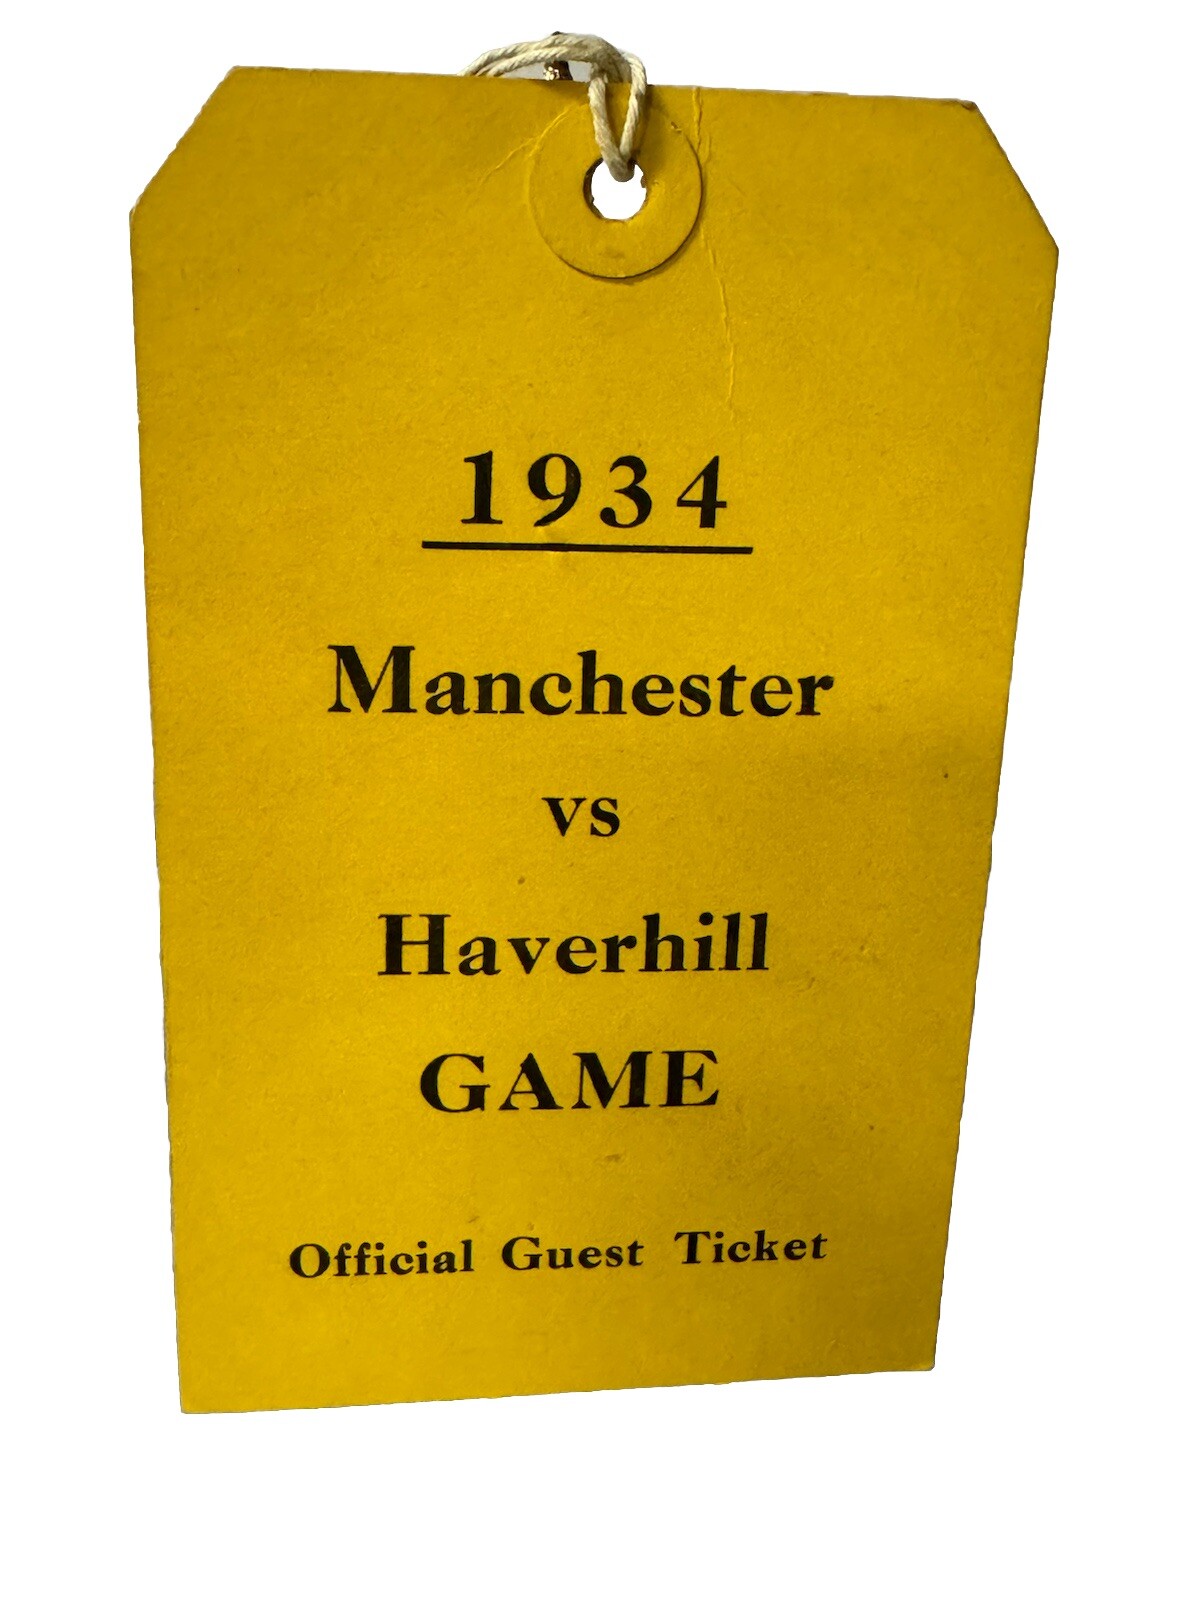 1934
Manchester
vs
Haverhill
GAME
Official Guest Ticket